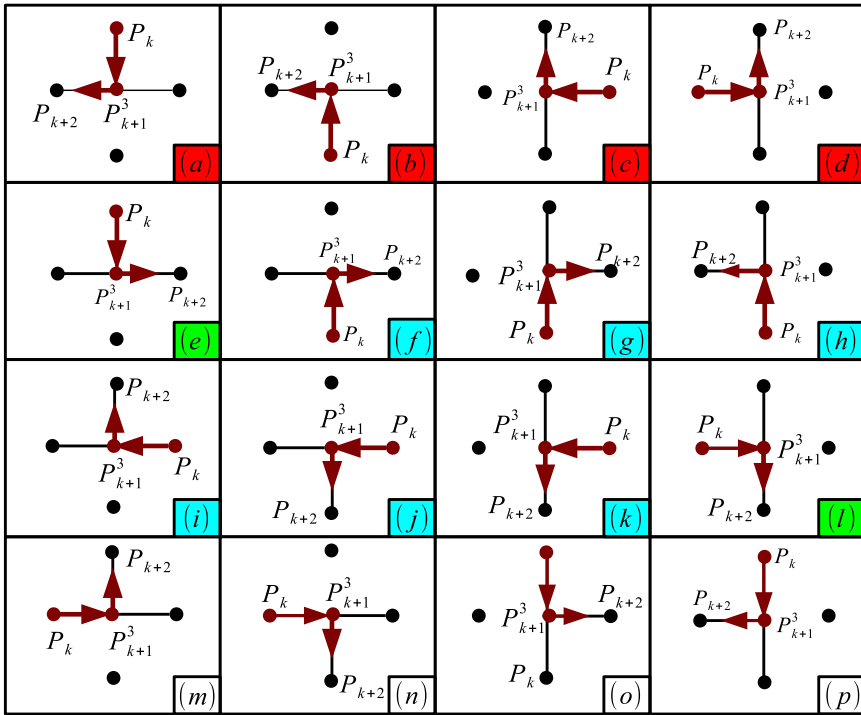 P_k
P_{k+2} P^3_{k+1}
(a)
P_{k+2} P^3_{k+1}
P_k
(b)
P_{k+2}
P_k
P^3_{k+1}
(c)
P_{k+2}
P_k
P^3_{k+1}
(d)
P_k
P^3_{k+1} P_{k+2}
(e)
P^3_{k+1} P_{k+2}
P_k
(f)
P^3_{k+1} P_{k+2}
P_k
(g)
P_{k+2} P^3_{k+1}
P_k
(h)
P_{k+2}
P^3_{k+1} P_k
(i)
P^3_{k+1} P_k
P_{k+2}
(j)
P^3_{k+1} P_k
P_{k+2}
(k)
P_k P^3_{k+1}
P_{k+2}
(l)
P_{k+2}
P_k P^3_{k+1}
(m)
P_k P^3_{k+1}
P_{k+2}
(n)
P^3_{k+1} P_{k+2}
P_k
(o)
P_k
P_{k+2} P^3_{k+1}
(p)